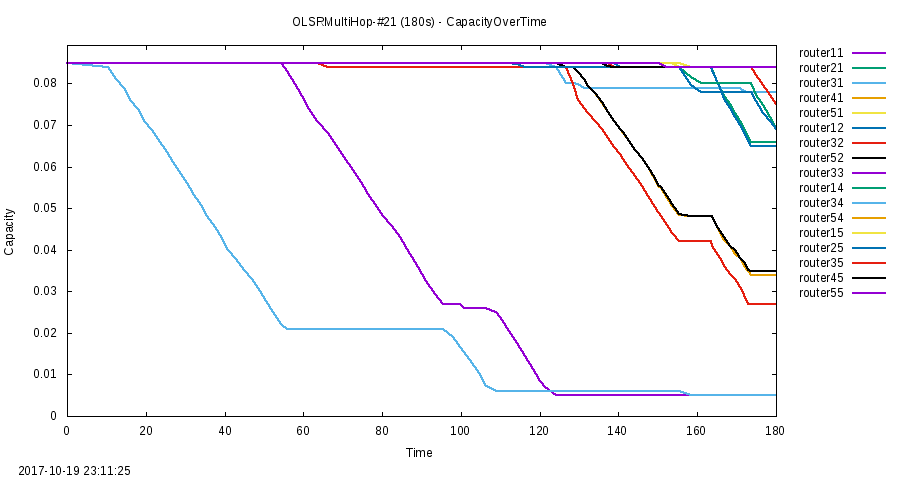 OLSRMultiHop-#21 (180s) - CapacityOverTime
Capacity
0.08
0.07
0.06
0.05
0.04
0.03
0.02
0.01
0
0 20 40 60 80 100 120 140 160 180
Time
router11
router21
router31
router41
router51
router12
router32
router52
router33
router14
router34
router54
router15
router25
router35
router45
router55
2017-10-19 23:11:25